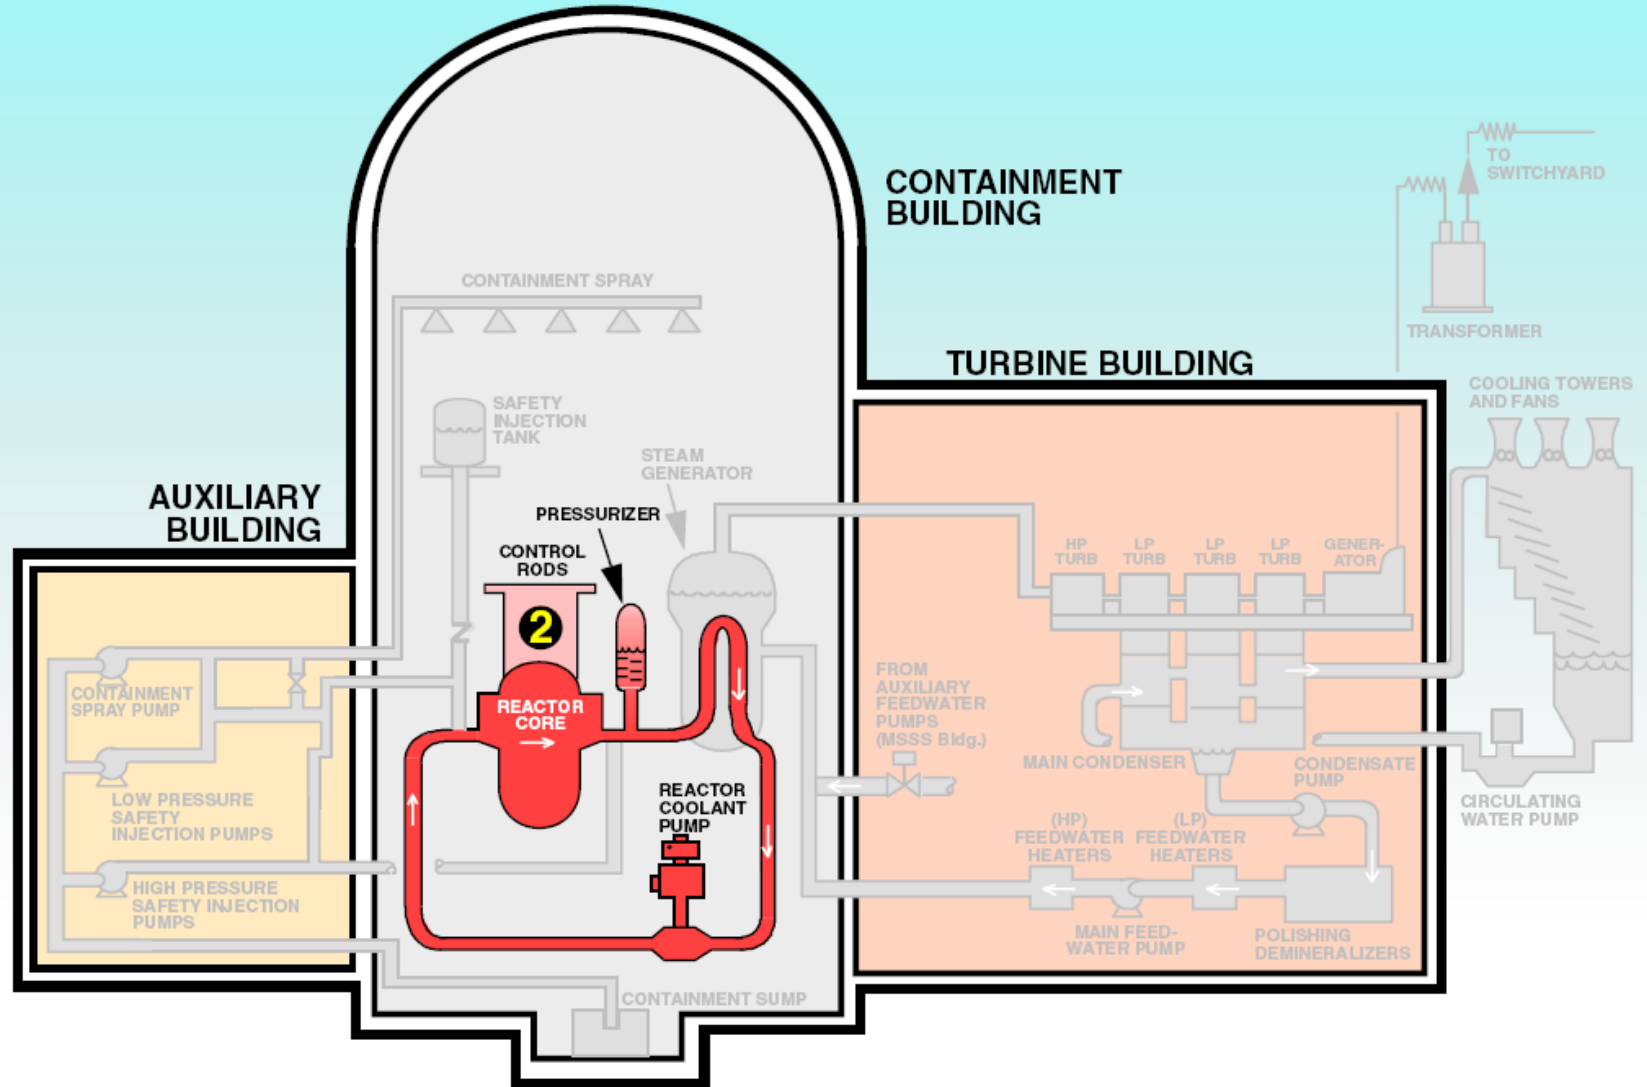 CONTAINMENT
BUILDING
TO
SWITCHYARD
TRANSFORMER
CONTAINMENT SPRAY
TURBINE BUILDING
COOLING TOWERS
AND FANS
SAFETY
INJECTION
TANK
STEAM
GENERATOR
AUXILIARY
BUILDING
PRESSURIZER
CONTROL
RODS
2
HP
TURB
LP
TURB
LP
TURB
LP
TURB
GENER-
ATOR
REACTOR
CORE
FROM
AUXILIARY
FEEDWATER
PUMPS
(MSSS Bldg.)
CONTAINMENT
SPRAY PUMP
MAIN CONDENSER
CONDENSATE
PUMP
REACTOR
COOLANT
PUMP
LOW PRESSURE
SAFETY
INJECTION PUMPS
CIRCULATING
WATER PUMP
(HP)
FEEDWATER
HEATERS
(LP)
FEEDWATER
HEATERS
HIGH PRESSURE
SAFETY INJECTION
PUMPS
MAIN FEED-
WATER PUMP
POLISHING
DEMINERALIZERS
CONTAINMENT SUMP